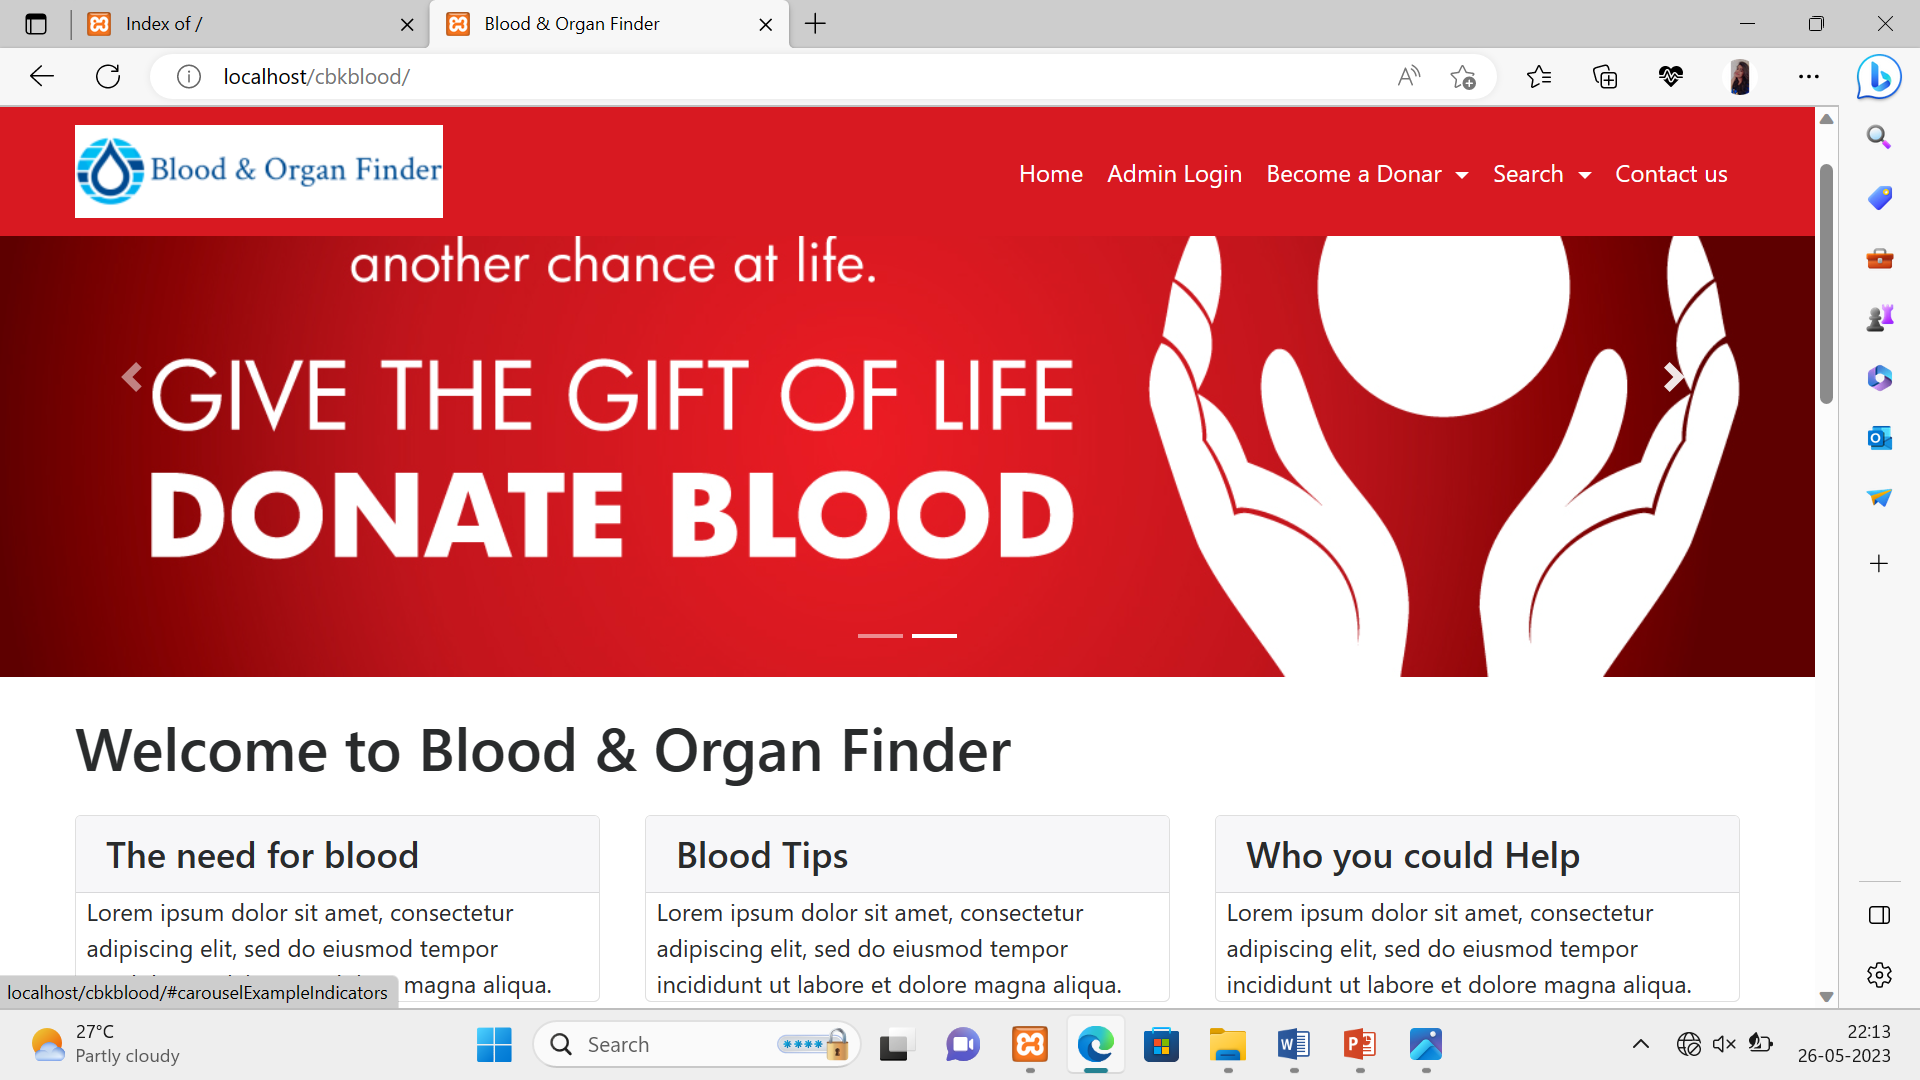 Index of /
Blood & Organ Finder
localhost/cbkblood/
Blood & Organ Finder
Home Admin Login Become a Donar Search Contact us
another chance at life.
GIVE THE GIFT OF LIFE
DONATE BLOOD
Welcome to Blood & Organ Finder
The need for blood
Lorem ipsum dolor sit amet, consectetur
adipiscing elit, sed do eiusmod tempor
magna aliqua.
Blood Tips
Lorem ipsum dolor sit amet, consectetur
adipiscing elit, sed do eiusmod tempor
incididunt ut labore et dolore magna aliqua.
Who you could Help
Lorem ipsum dolor sit amet, consectetur
adipiscing elit, sed do eiusmod tempor
incididunt ut labore et dolore magna aliqua.
localhost/cbkblood/#carouselExampleIndicators
27°C
Partly cloudy
Search
22:13
26-05-2023